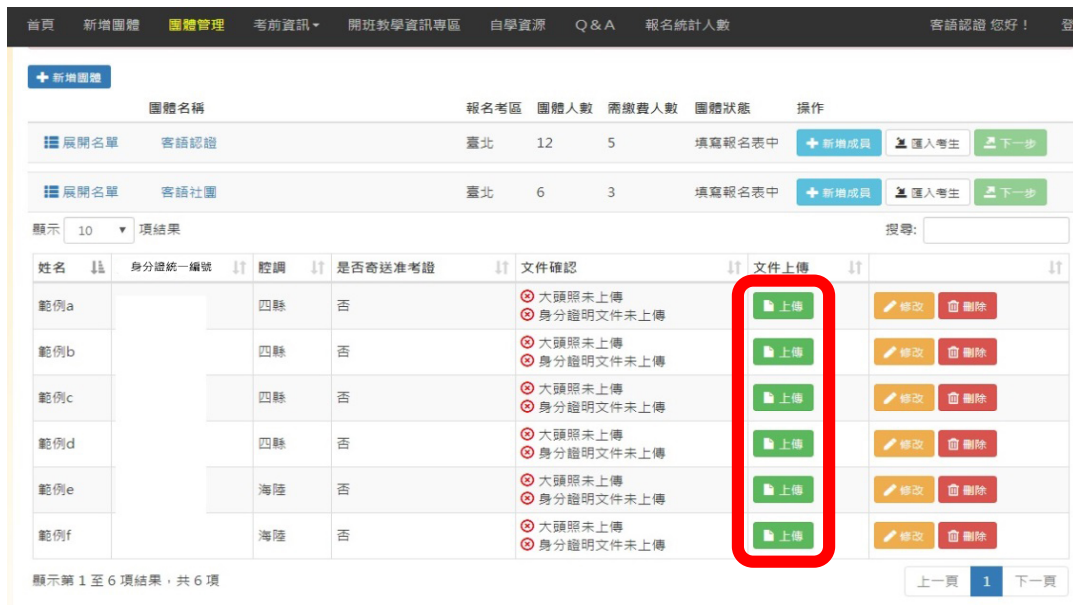 首頁 新增團體 團體管理 考前資訊 開班教學資訊專區 自學資源 Q&A 報名統計人數 客語認證 您好！ 登
新增團體
團體名稱 報名考區 團體人數 需繳費人數 團體狀態 操作
展開名單 客語認證 臺北 12 5 填寫報名表中 新增成員 匯入考生 下一步
展開名單 客語社團 臺北 6 3 填寫報名表中 新增成員 匯入考生 下一步
顯示 10 項結果 搜尋:
姓名 身分證統一編號 腔調 是否寄送准考證 文件確認 文件上傳
範例a 四縣 否 大頭照未上傳 上傳 修改 刪除
身分證明文件未上傳
範例b 四縣 否 大頭照未上傳 上傳 修改 刪除
身分證明文件未上傳
範例c 四縣 否 大頭照未上傳 上傳 修改 刪除
身分證明文件未上傳
範例d 四縣 否 大頭照未上傳 上傳 修改 刪除
身分證明文件未上傳
範例e 海陸 否 大頭照未上傳 上傳 修改 刪除
身分證明文件未上傳
範例f 海陸 否 大頭照未上傳 上傳 修改 刪除
身分證明文件未上傳
顯示第 1 至 6 項結果，共 6 項 上一頁 1 下一頁